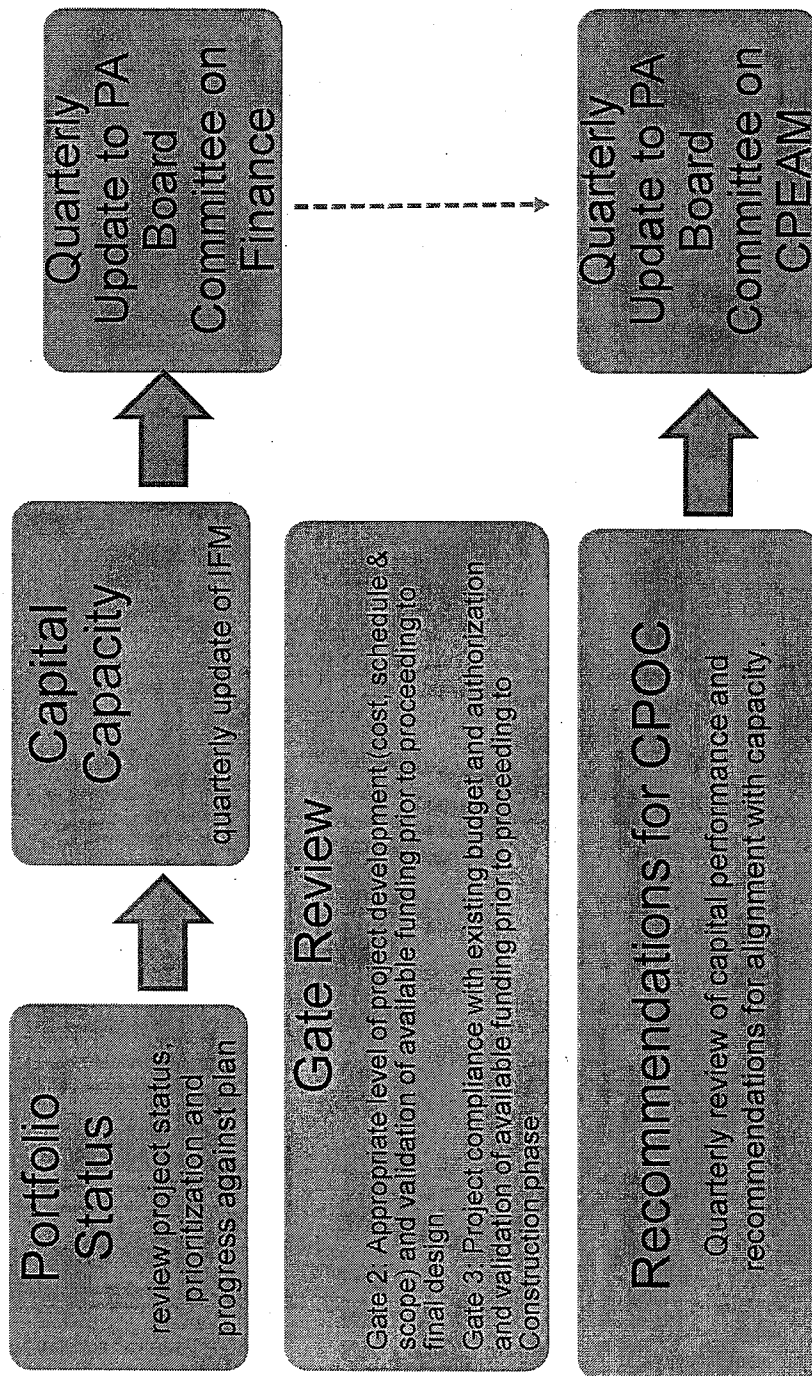 Portfolio
Status
review project status,
prioritization and
progress against plan
Capital
Capacity
quarterly update of IFM
Quarterly
Update to PA
Board
Committee on
Finance
Gate Review
Gate 2: Appropriate level of project development (cost, schedule &
scope) and validation of available funding prior to proceeding to
final design
Gate 3: Project compliance with existing budget and authorization
and validation of available funding prior to proceeding to
Construction phase
Recommendations for CPOC
Quarterly review of capital performance and
recommendations for alignment with capacity.
Quarterly
Update to PA
Board
Committee on
CPEAM